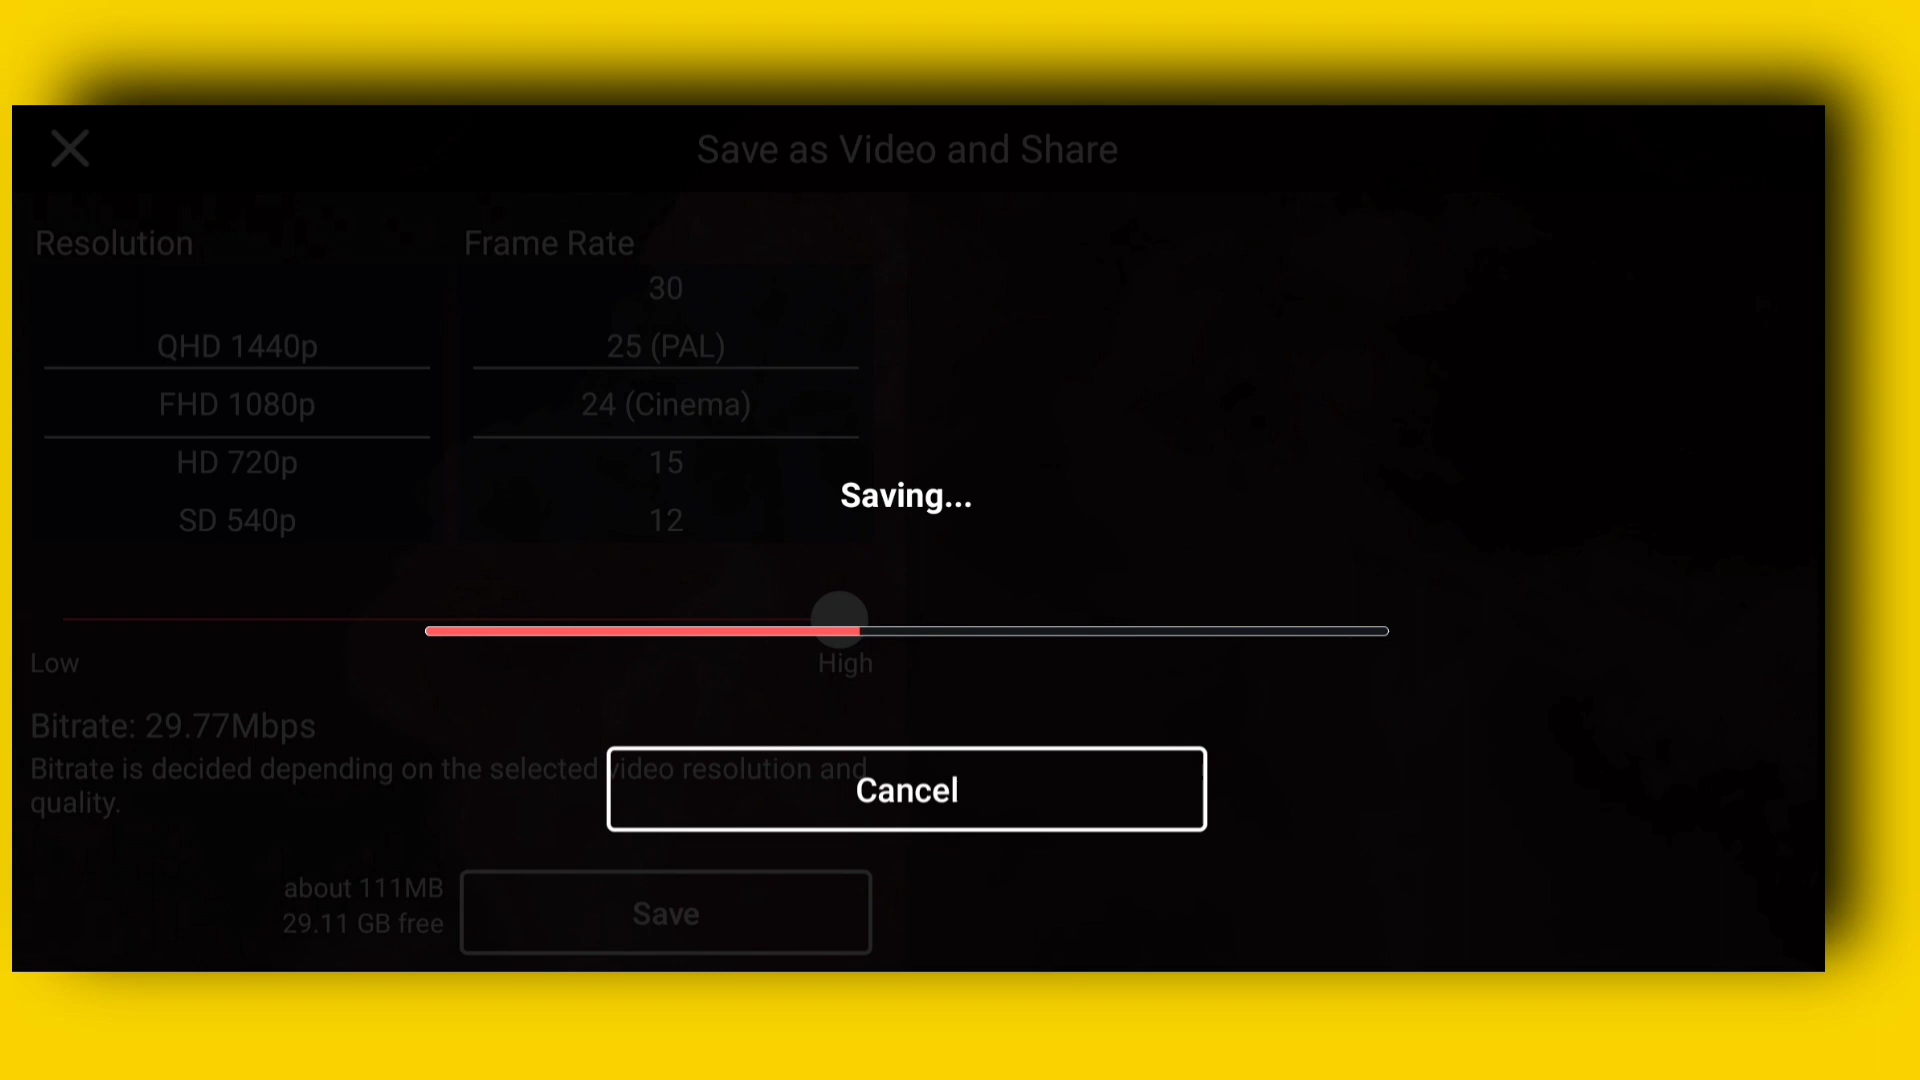 Save as Video and Share
Resolution
Frame Rate
30
QHD 1440p
25 (PAL)
FHD 1080p
24 (Cinema)
HD 720p
15
SD 540p
12
Saving...
Low
High
Bitrate: 29.77Mbps
Bitrate is decided depending on the selected video resolution and
quality.
Cancel
about 111MB
29.11 GB free
Save